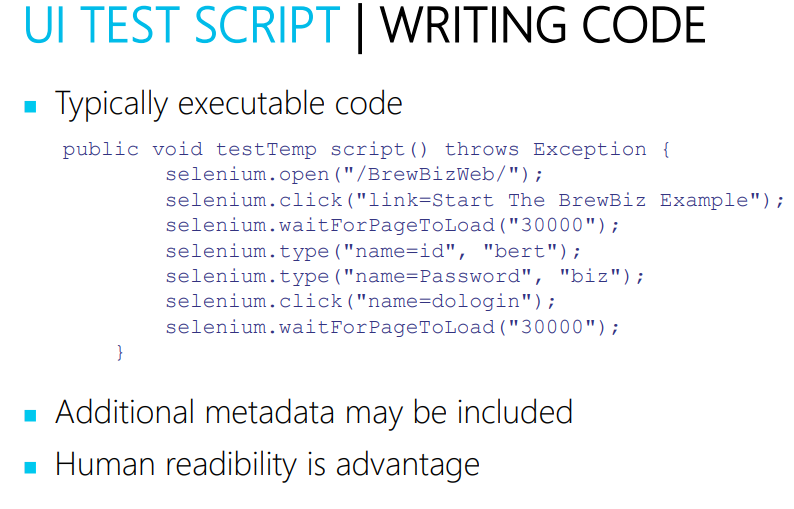 UI TEST SCRIPT | WRITING CODE
Typically executable code
public void testTemp script() throws Exception {
selenium.open("/BrewBizWeb/");
selenium.click("link=Start The BrewBiz Example");
selenium.waitForPageToLoad("30000");
selenium.type("name=id", "bert");
selenium.type("name=Password", "biz");
selenium.click("name=dologin");
selenium.waitForPageToLoad("30000");
}
Additional metadata may be included
Human readibility is advantage